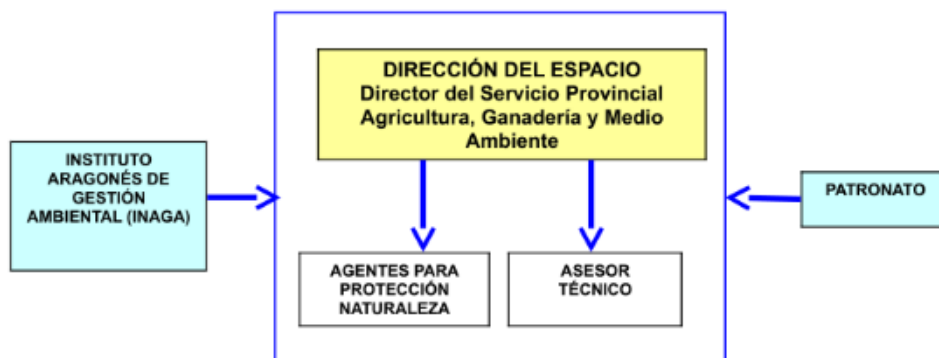 DIRECCIÓN DEL ESPACIO
Director del Servicio Provincial
Agricultura, Ganadería y Medio
Ambiente
INSTITUTO
ARAGONÉS DE
GESTIÓN
AMBIENTAL (INAGA)
PATRONATO
AGENTES PARA
PROTECCIÓN
NATURALEZA
ASESOR
TÉCNICO